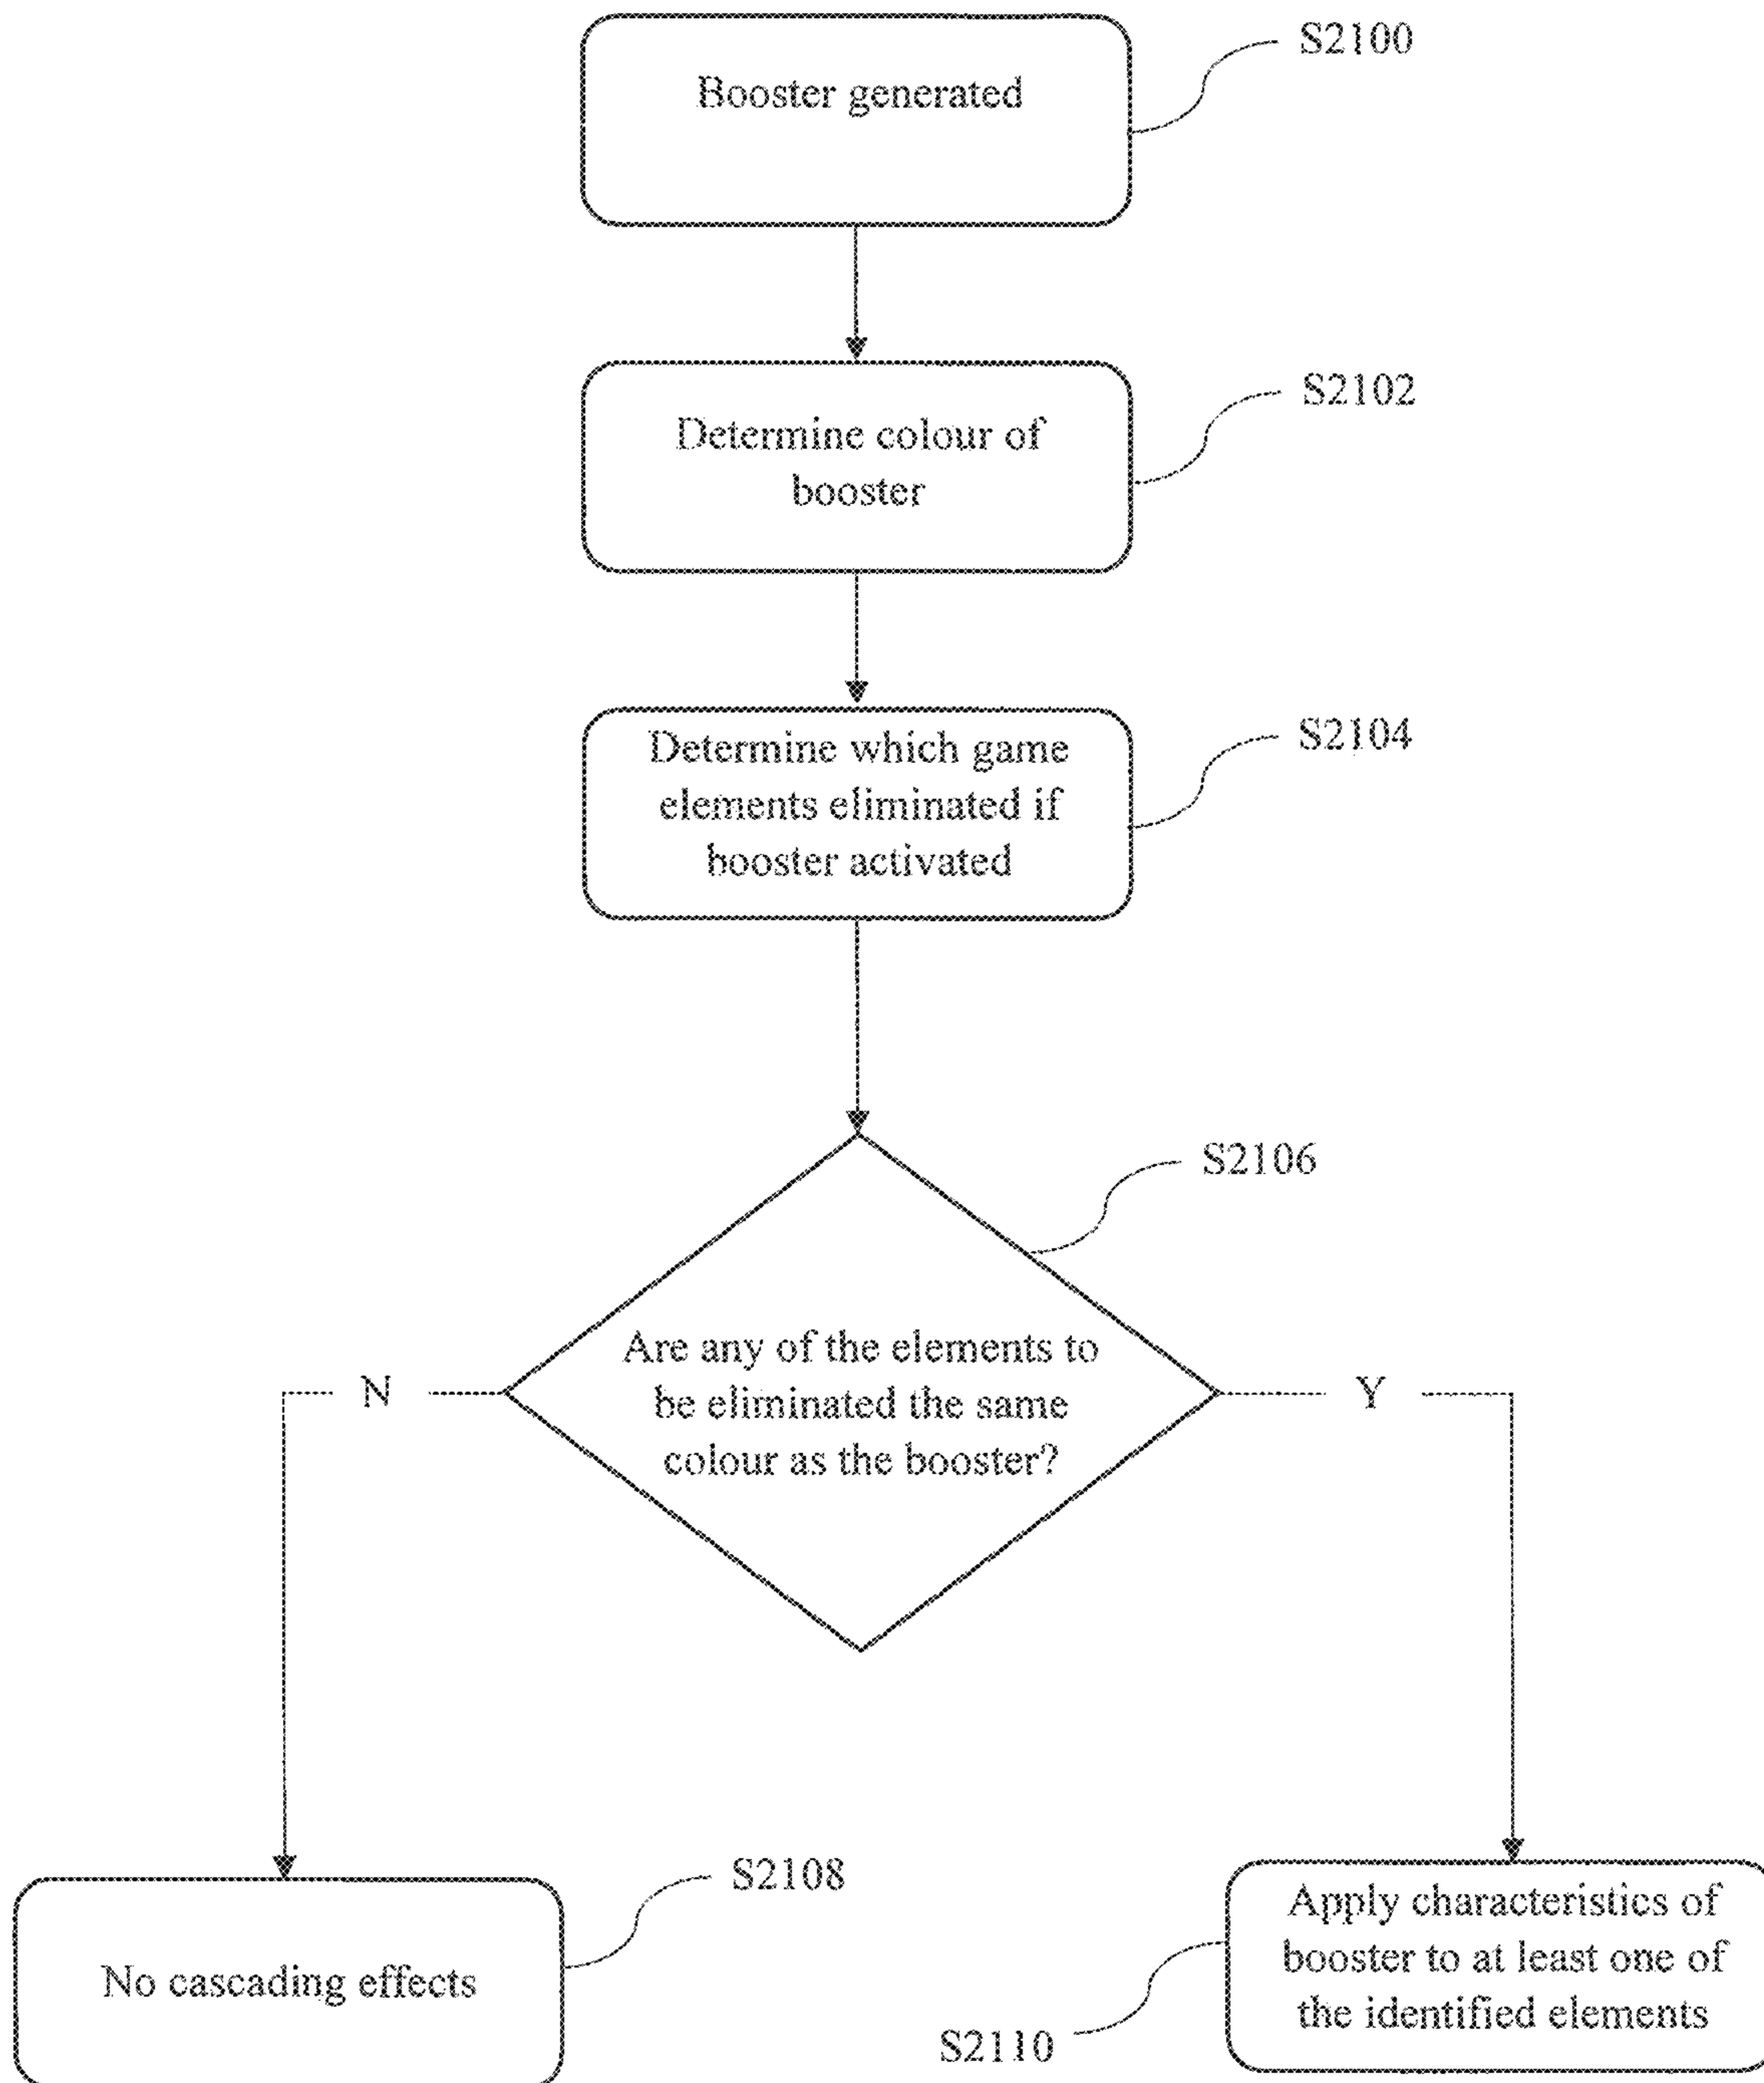 S2100
Booster generated
S2102
Determine colour of
booster
S2104
Determine which game
elements eliminated if
booster activated
S2106
Are any of the elements to
be eliminated the same
colour as the booster?
N
Y
S2108
No cascading effects
Apply characteristics of
booster to at least one of
the identified elements
S2110